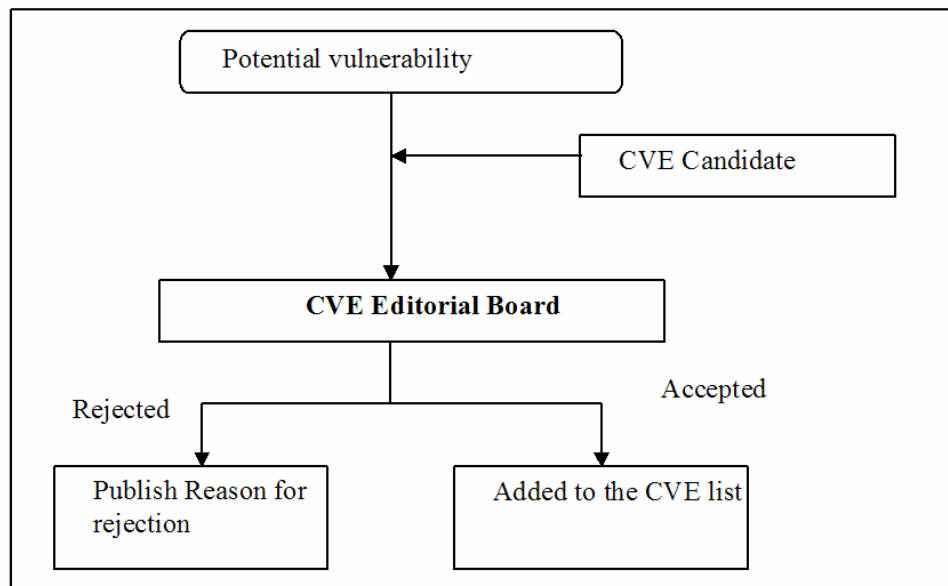 Potential vulnerability
CVE Candidate
CVE Editorial Board
Rejected
Accepted
Publish Reason for
rejection
Added to the CVE list